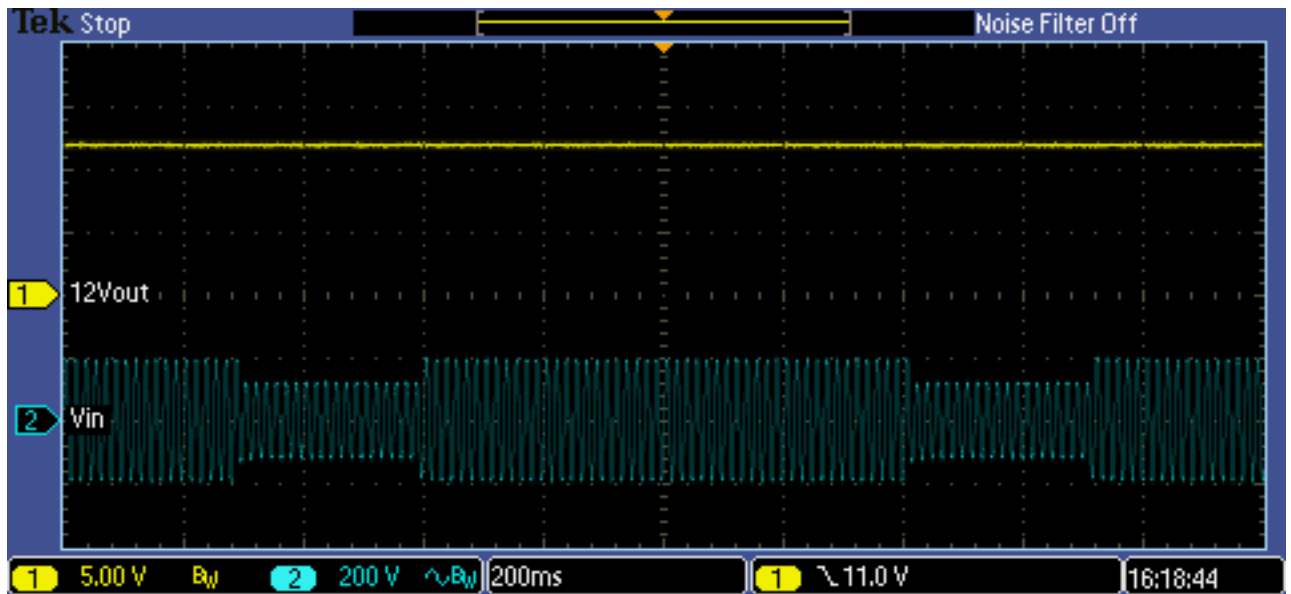 Tek Stop Noise Filter Off
1 12Vout
2 Vin
1 5.00 V BW 2 200 V BW 200ms 1 11.0 V 16:18:44